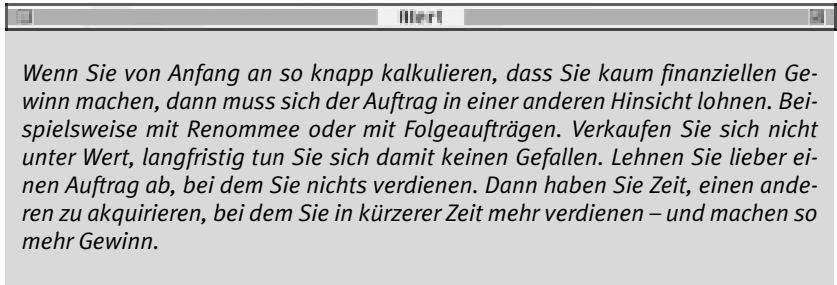 Alert
Wenn Sie von Anfang an so knapp kalkulieren, dass Sie kaum finanziellen Ge-
winn machen, dann muss sich der Auftrag in einer anderen Hinsicht lohnen. Bei-
spielsweise mit Renommee oder mit Folgeaufträgen. Verkaufen Sie sich nicht
unter Wert, langfristig tun Sie sich damit keinen Gefallen. Lehnen Sie lieber ei-
nen Auftrag ab, bei dem Sie nichts verdienen. Dann haben Sie Zeit, einen ande-
ren zu akquirieren, bei dem Sie in kürzerer Zeit mehr verdienen – und machen so
mehr Gewinn.